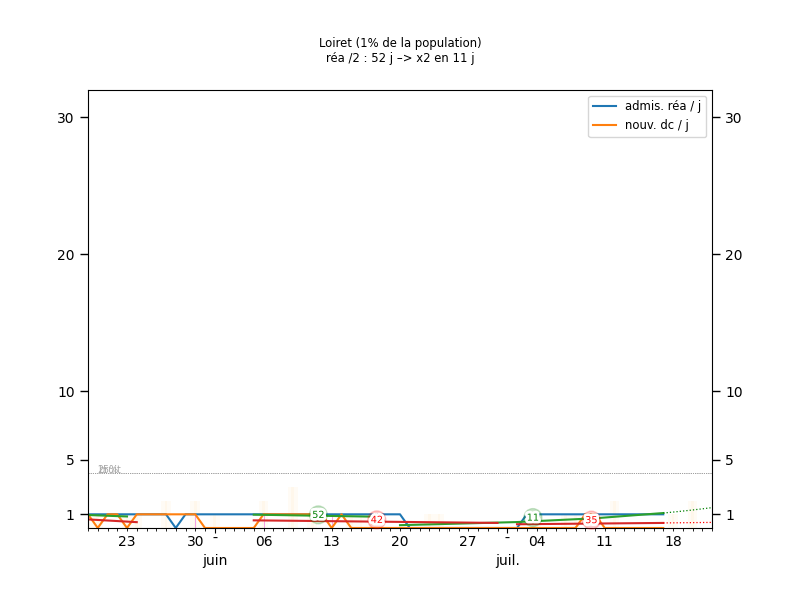 Loiret (1% de la population)
réa /2 : 52 j –> x2 en 11 j
admis. réa / j
nouv. dc / j
30 30
20 20
10 10
5 5
1 1
52 42 11 35
23 30 - 06 13 20 27 - 04 11 18
juin juil.